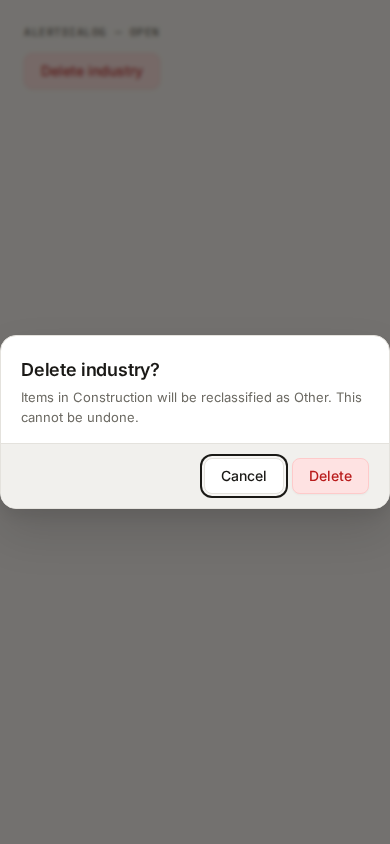 ALERTDIALOG — OPEN
Delete industry
Delete industry?
Items in Construction will be reclassified as Other. This
cannot be undone.
Cancel
Delete